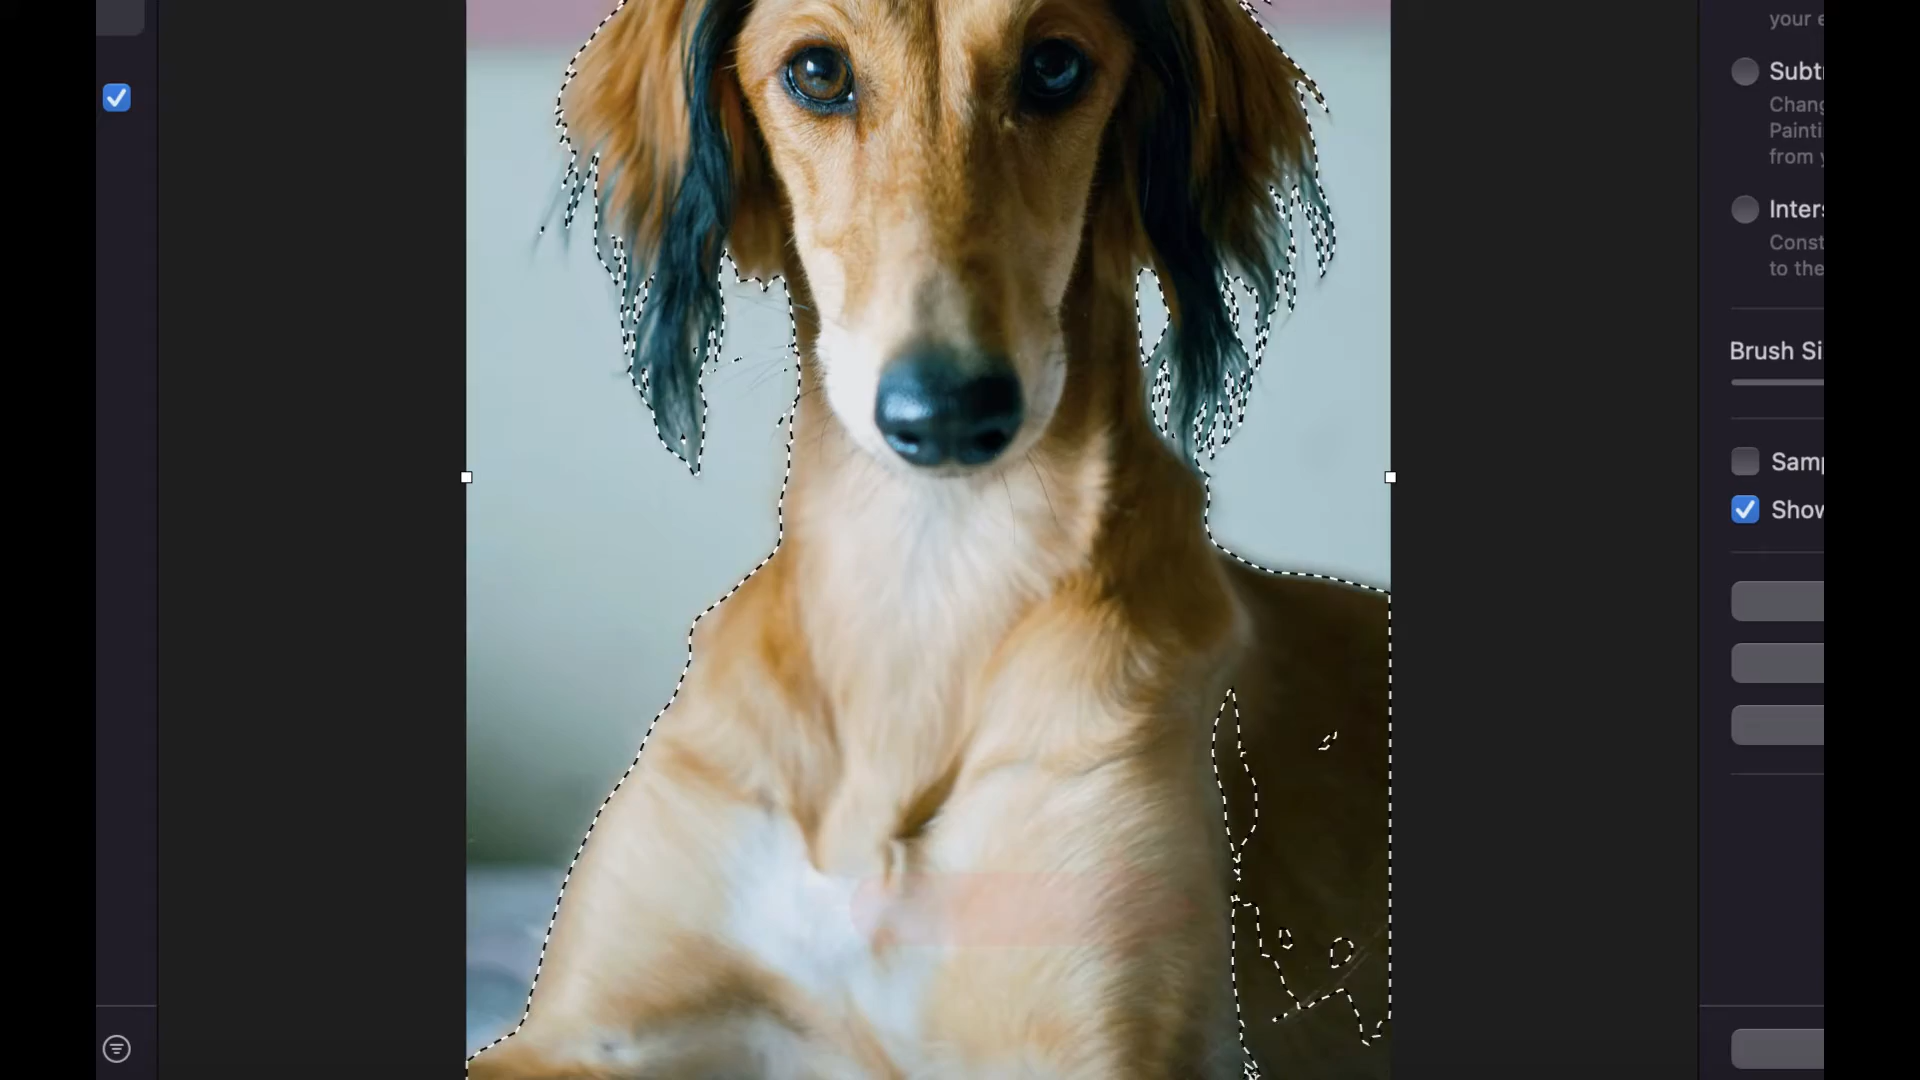 your e
Subt
Chang
Painti
from y
Inter
Const
to the
Brush Si
Samp
Show